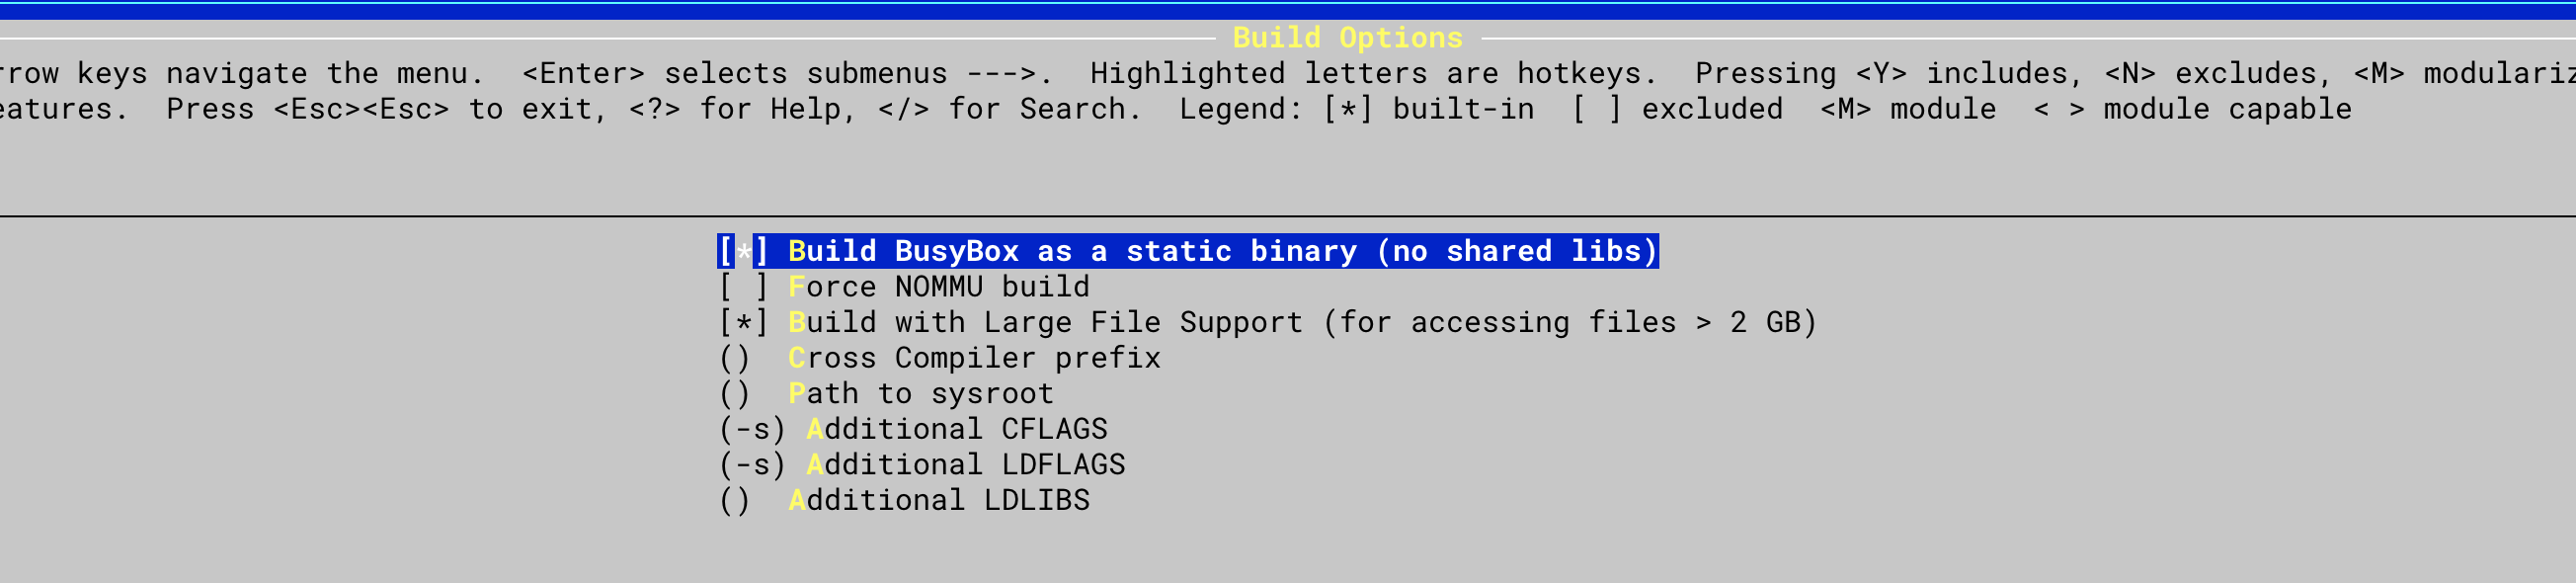 Build Options
rrow keys navigate the menu.  <Enter> selects submenus --->.  Highlighted letters are hotkeys.  Pressing <Y> includes, <N> excludes, <M> modulariz
eatures.  Press <Esc><Esc> to exit, <?> for Help, </> for Search.  Legend: [*] built-in  [ ] excluded  <M> module  < > module capable
[*] Build BusyBox as a static binary (no shared libs)
[ ] Force NOMMU build
[*] Build with Large File Support (for accessing files > 2 GB)
()  Cross Compiler prefix
()  Path to sysroot
(-s) Additional CFLAGS
(-s) Additional LDFLAGS
()  Additional LDLIBS